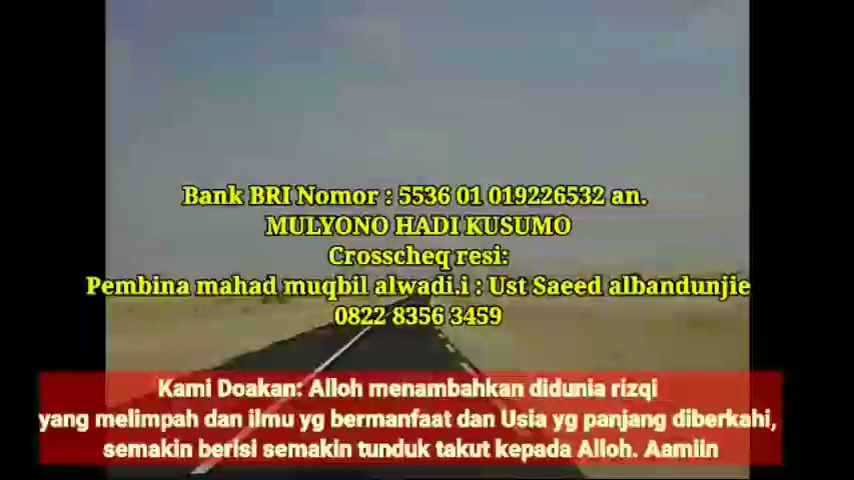 Bank BRI Nomor : 5536 01 019226532 an.
MULYONO HADI KUSUMO
Crosscheq resi:
Pembina mahad muqbil alwadi.i : Ust Saeed albandunjie
0822 8356 3459
Kami Doakan: Alloh menambahkan didunia rizqi
yang melimpah dan ilmu yg bermanfaat dan Usia yg panjang diberkahi,
semakin berisi semakin tunduk takut kepada Alloh. Aamiin